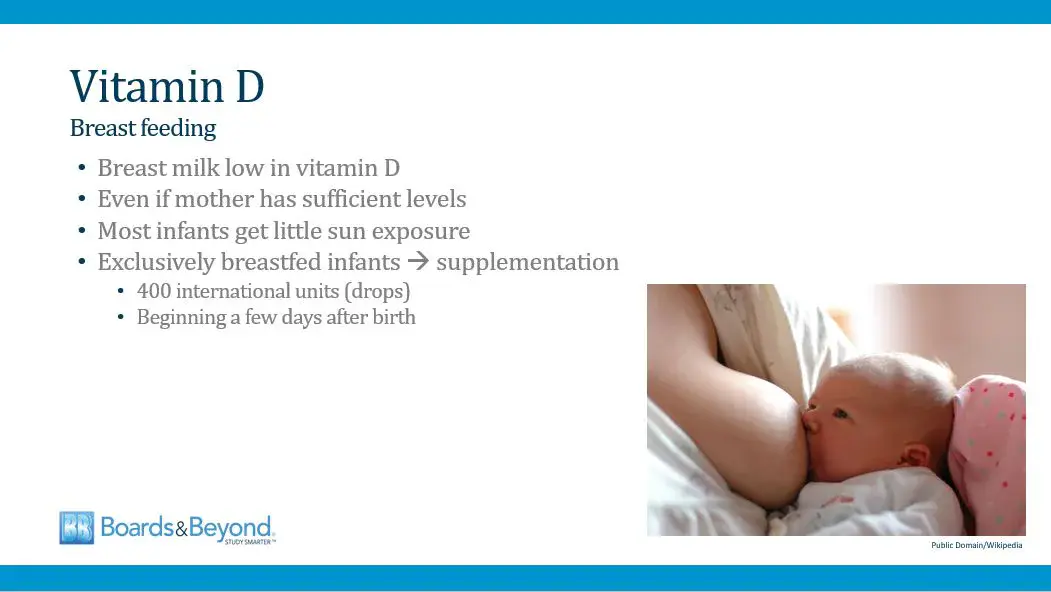 Vitamin D
Breast feeding
• Breast milk low in vitamin D
• Even if mother has sufficient levels
• Most infants get little sun exposure
• Exclusively breastfed infants → supplementation
• 400 international units (drops)
• Beginning a few days after birth
BB Boards&Beyond®
STUDY SMARTER™
Public Domain/Wikipedia